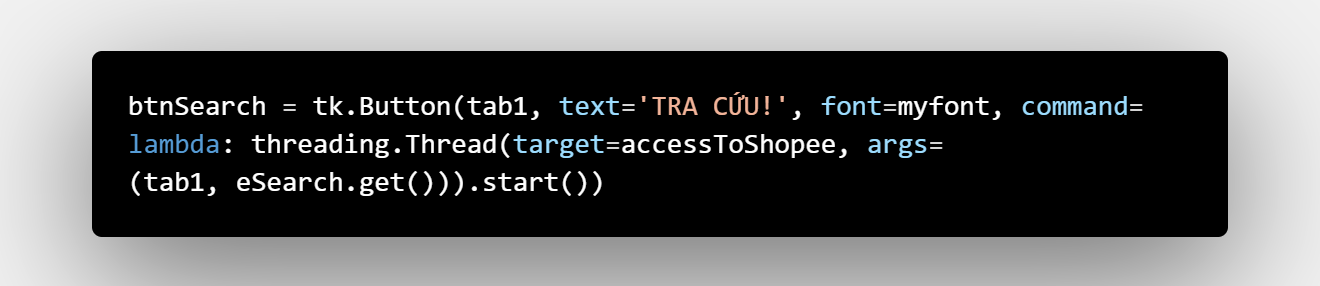 btnSearch = tk.Button(tab1, text='TRA CỨU!', font=myfont, command=
lambda: threading.Thread(target=accessToShopee, args=
(tab1, eSearch.get())).start())